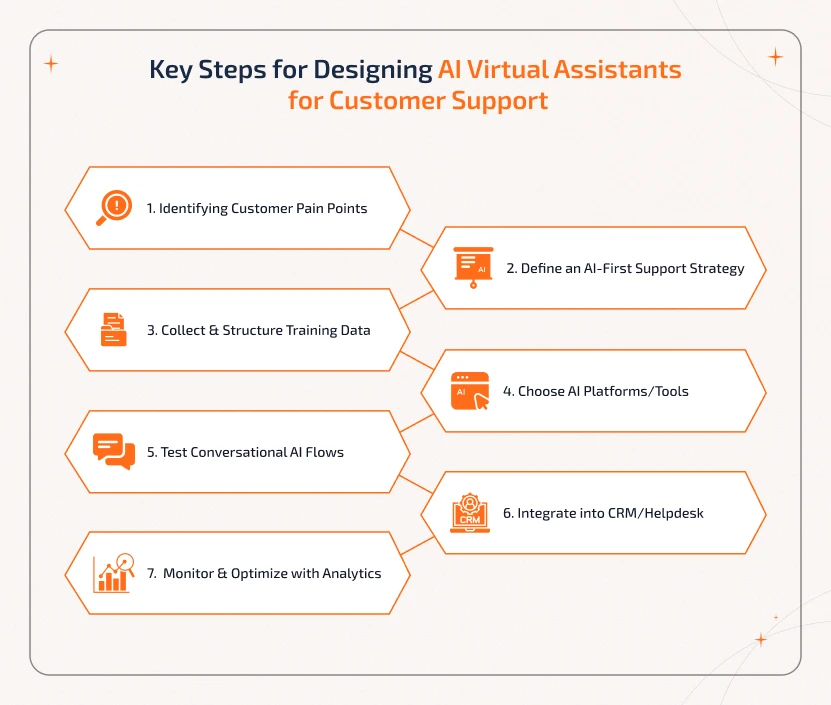 Key Steps for Designing AI Virtual Assistants
for Customer Support
1. Identifying Customer Pain Points
AI
2. Define an AI-First Support Strategy
3. Collect & Structure Training Data
AI
4. Choose AI Platforms/Tools
5. Test Conversational AI Flows
CRM
6. Integrate into CRM/Helpdesk
7. Monitor & Optimize with Analytics